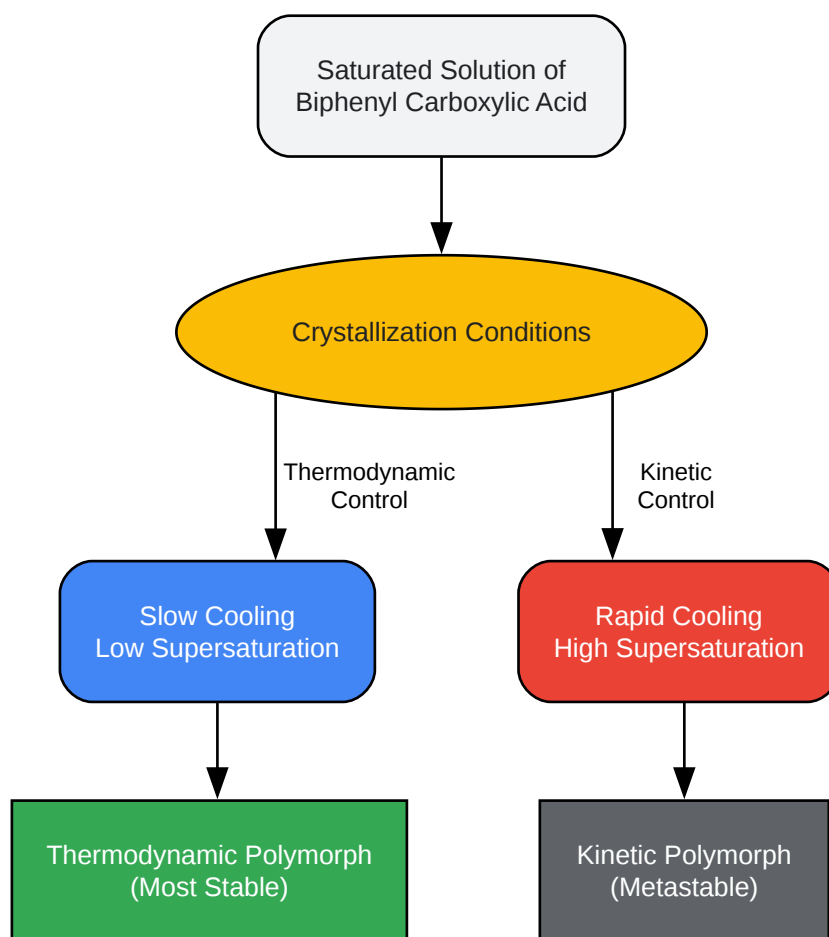 Saturated Solution of
Biphenyl Carboxylic Acid
Crystallization Conditions
Thermodynamic
Control
Kinetic
Control
Slow Cooling
Low Supersaturation
Rapid Cooling
High Supersaturation
Thermodynamic Polymorph
(Most Stable)
Kinetic Polymorph
(Metastable)